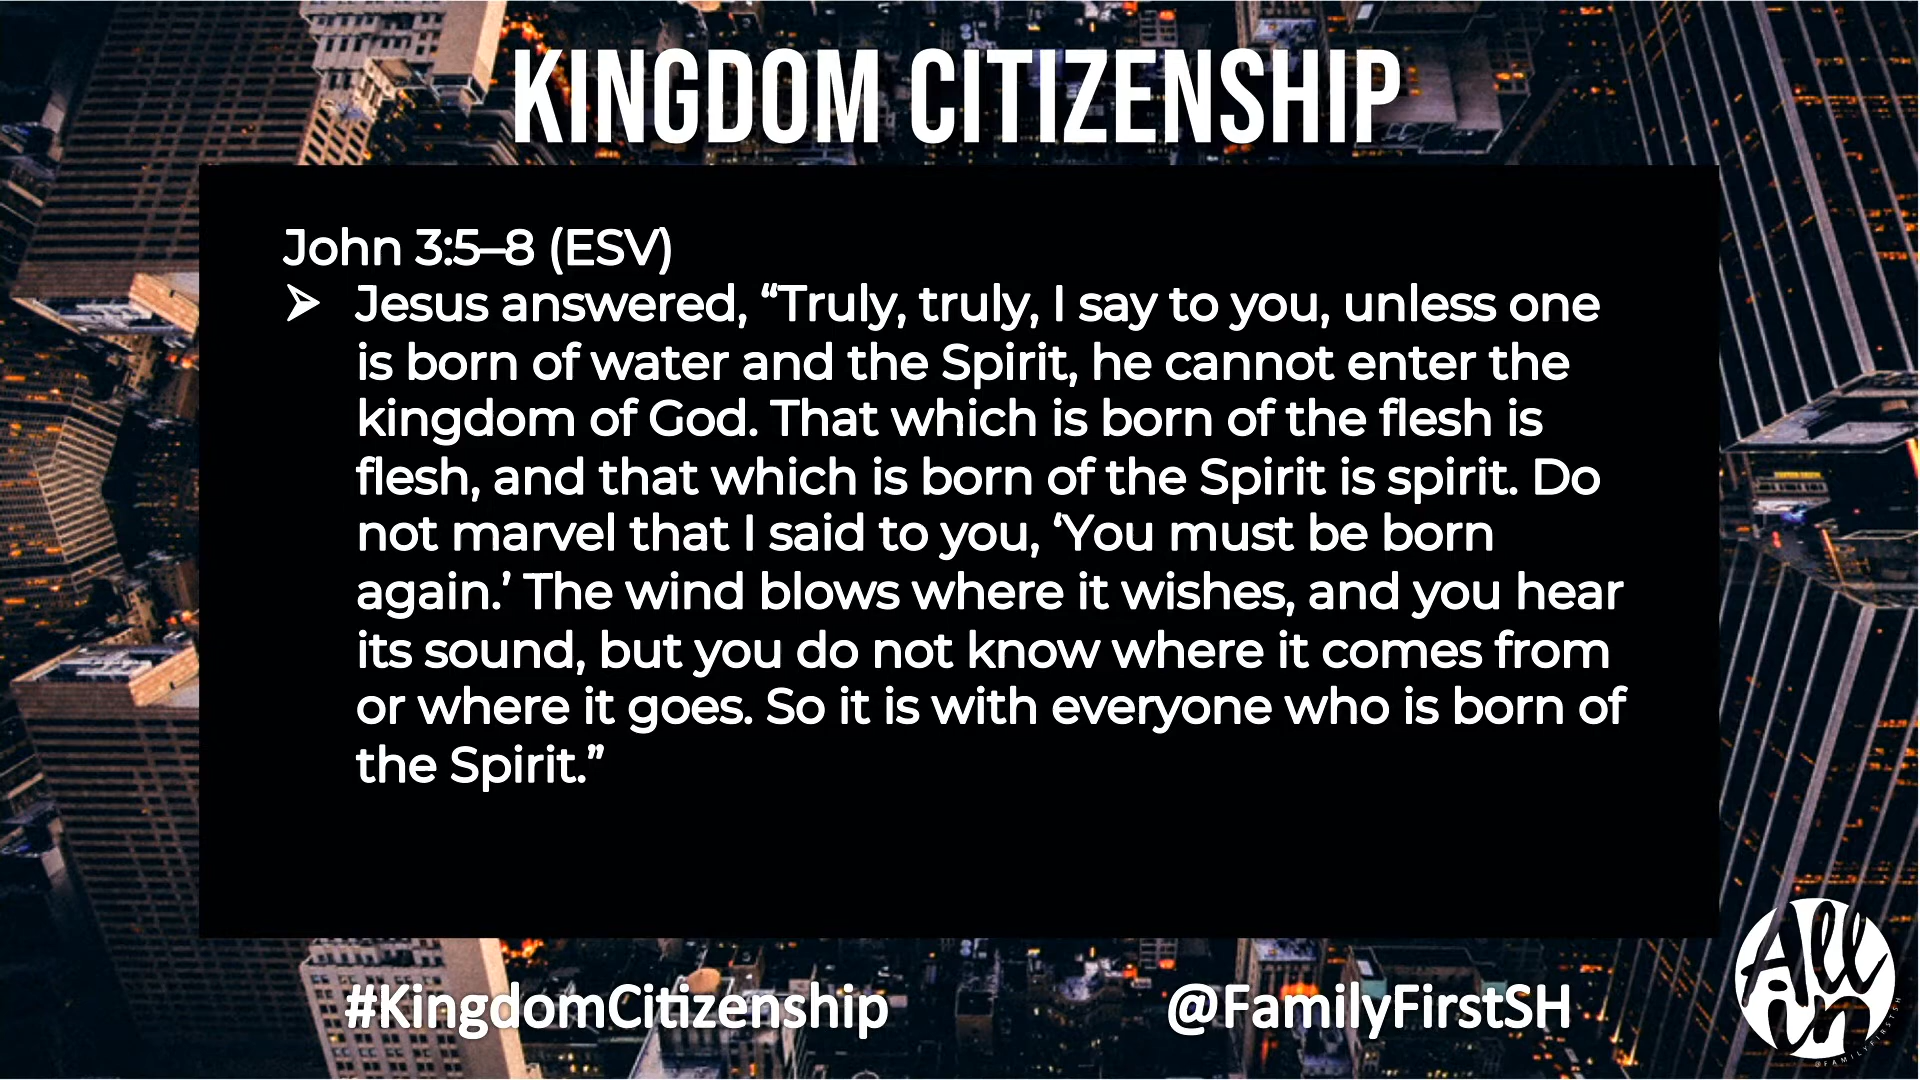 KINGDOM CITIZENSHIP
John 3:5–8 (ESV)
➢ Jesus answered, “Truly, truly, I say to you, unless one
is born of water and the Spirit, he cannot enter the
kingdom of God. That which is born of the flesh is
flesh, and that which is born of the Spirit is spirit. Do
not marvel that I said to you, ‘You must be born
again.’ The wind blows where it wishes, and you hear
its sound, but you do not know where it comes from
or where it goes. So it is with everyone who is born of
the Spirit.”
#KingdomCitizenship
@FamilyFirstSH
All
in
@FAMILYFIRSTSH